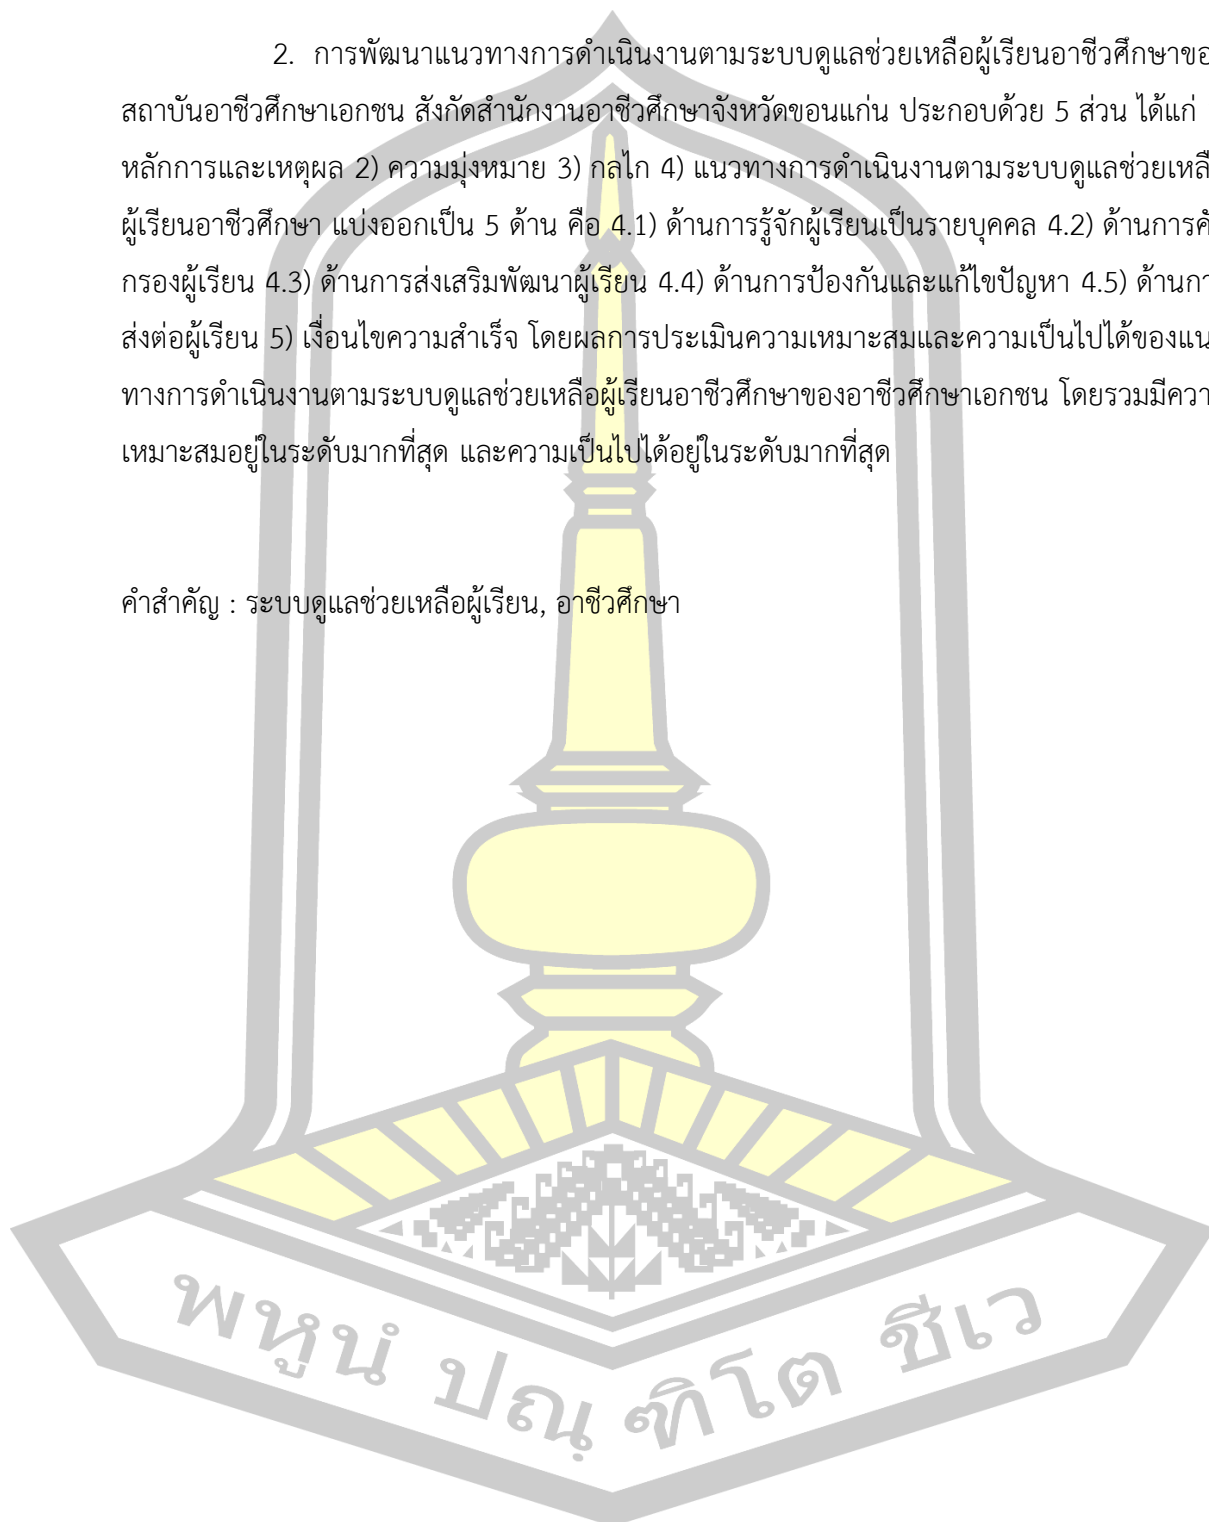 2. การพัฒนาแนวทางการดำเนินงานตามระบบดูแลช่วยเหลือผู้เรียนอาชีวศึกษาขอ
สถาบันอาชีวศึกษาเอกชน สังกัดสำนักงานอาชีวศึกษาจังหวัดขอนแก่น ประกอบด้วย 5 ส่วน ได้แก่
หลักการและเหตุผล 2) ความมุ่งหมาย 3) กลไก 4) แนวทางการดำเนินงานตามระบบดูแลช่วยเหลื
ผู้เรียนอาชีวศึกษา แบ่งออกเป็น 5 ด้าน คือ 4.1) ด้านการรู้จักผู้เรียนเป็นรายบุคคล 4.2) ด้านการคั
กรองผู้เรียน 4.3) ด้านการส่งเสริมพัฒนาผู้เรียน 4.4) ด้านการป้องกันและแก้ไขปัญหา 4.5) ด้านกา
ส่งต่อผู้เรียน 5) เงื่อนไขความสำเร็จ โดยผลการประเมินความเหมาะสมและความเป็นไปได้ของแน
ทางการดำเนินงานตามระบบดูแลช่วยเหลือผู้เรียนอาชีวศึกษาของอาชีวศึกษาเอกชน โดยรวมมีควา
เหมาะสมอยู่ในระดับมากที่สุด และความเป็นไปได้อยู่ในระดับมากที่สุด
คำสำคัญ : ระบบดูแลช่วยเหลือผู้เรียน, อาชีวศึกษา
พหูนํ ปณฺฑิโต ชีเว